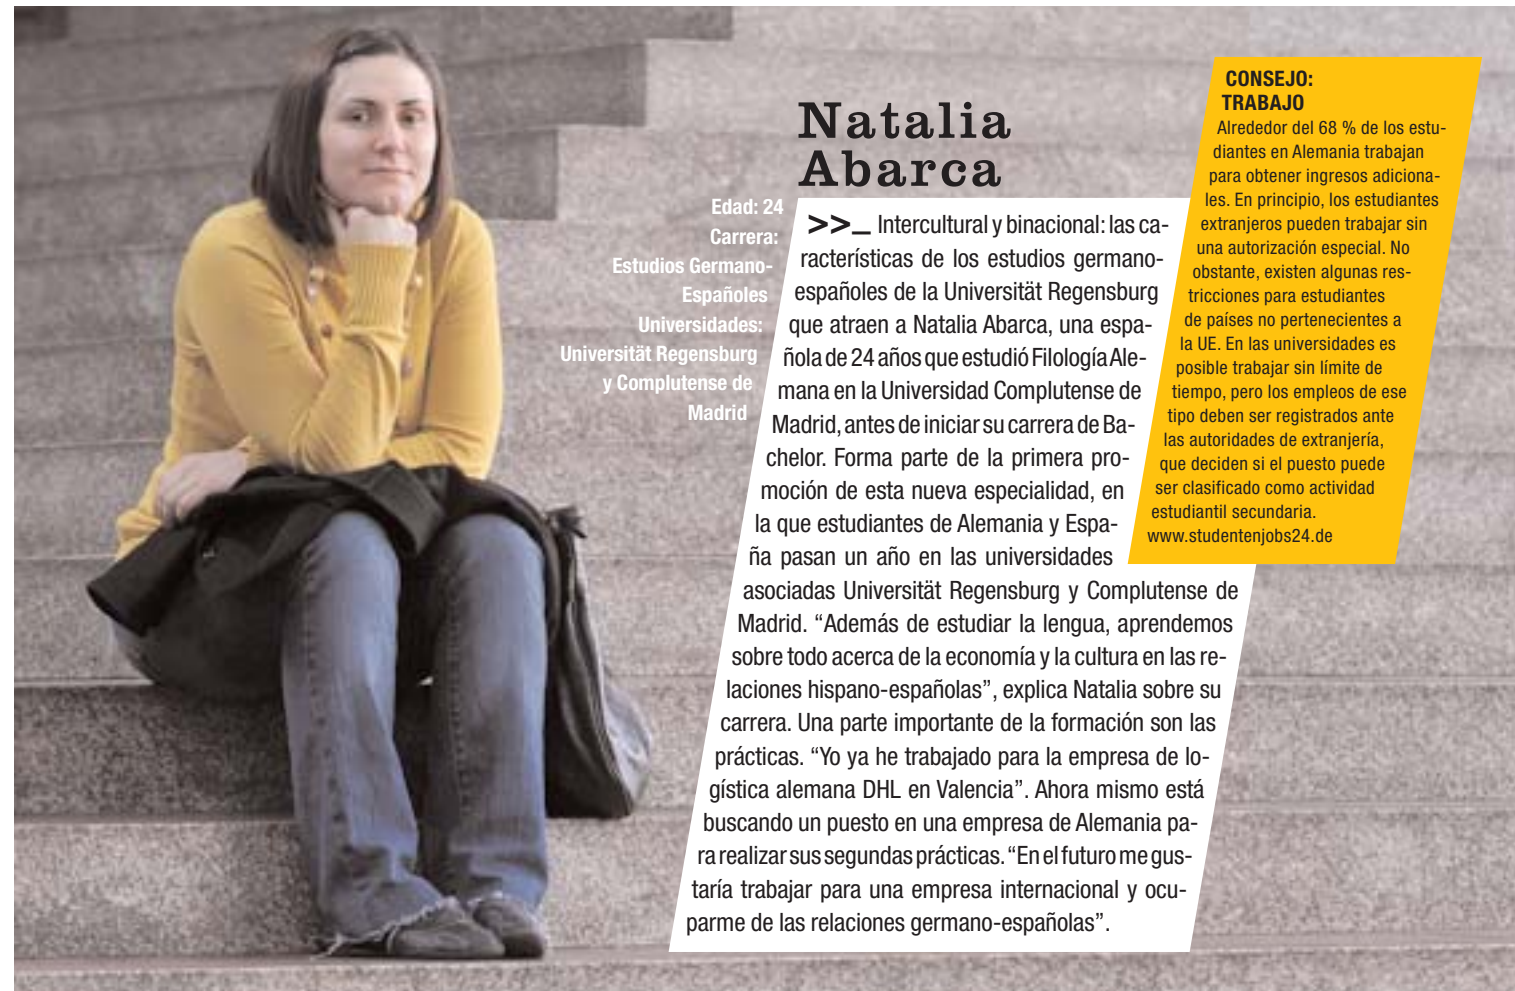 Natalia
Abarca
Edad: 24
Carrera:
Estudios Germano-
Españoles
Universidades:
Universität Regensburg
y Complutense de
Madrid
>>_ Intercultural y binacional: las ca-
racterísticas de los estudios germano-
españoles de la Universität Regensburg
que atraen a Natalia Abarca, una espa-
ñola de 24 años que estudió Filología Ale-
mana en la Universidad Complutense de
Madrid, antes de iniciar su carrera de Ba-
chelor. Forma parte de la primera pro-
moción de esta nueva especialidad, en
la que estudiantes de Alemania y Espa-
ña pasan un año en las universidades
asociadas Universität Regensburg y Complutense de
Madrid. “Además de estudiar la lengua, aprendemos
sobre todo acerca de la economía y la cultura en las re-
laciones hispano-españolas”, explica Natalia sobre su
carrera. Una parte importante de la formación son las
prácticas. “Yo ya he trabajado para la empresa de lo-
gística alemana DHL en Valencia”. Ahora mismo está
buscando un puesto en una empresa de Alemania pa-
ra realizar sus segundas prácticas. “En el futuro me gus-
taría trabajar para una empresa internacional y ocu-
parme de las relaciones germano-españolas”.
CONSEJO:
TRABAJO
Alrededor del 68 % de los estu-
diantes en Alemania trabajan
para obtener ingresos adiciona-
les. En principio, los estudiantes
extranjeros pueden trabajar sin
una autorización especial. No
obstante, existen algunas res-
tricciones para estudiantes
de países no pertenecientes a
la UE. En las universidades es
posible trabajar sin límite de
tiempo, pero los empleos de ese
tipo deben ser registrados ante
las autoridades de extranjería,
que deciden si el puesto puede
ser clasificado como actividad
estudiantil secundaria.
www.studentenjobs24.de